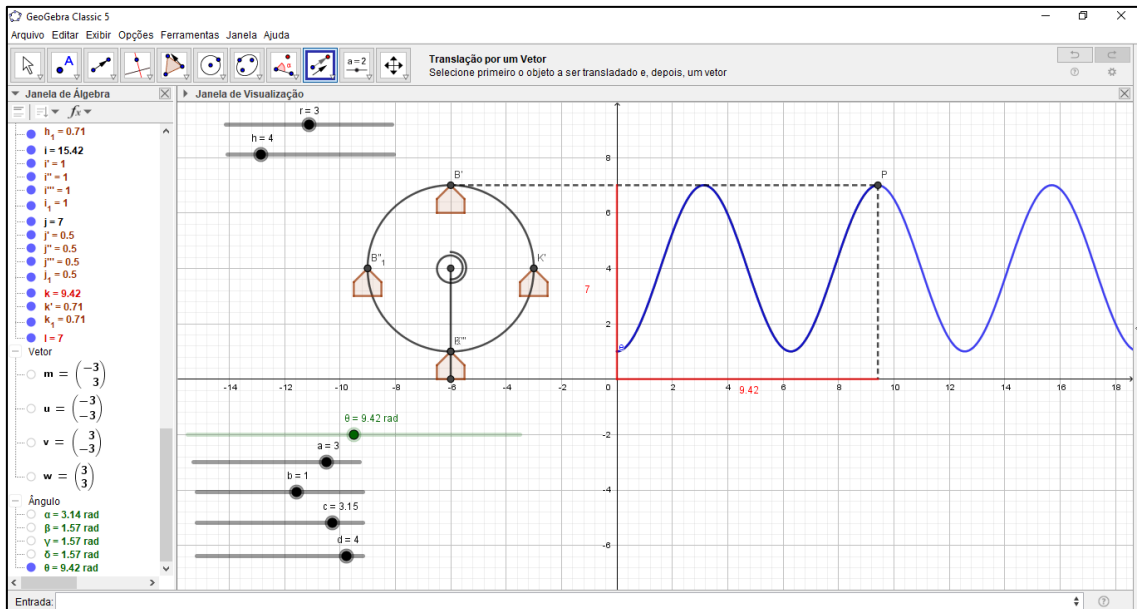 GeoGebra Classic 5
Arquivo Editar Exibir Opções Ferramentas Janela Ajuda
A
a=2
Translação por um Vetor
Selecione primeiro o objeto a ser transladado e, depois, um vetor
Janela de Álgebra
fx
h₁ = 0.71
i = 15.42
i' = 1
i'' = 1
i''' = 1
i₁ = 1
j = 7
j' = 0.5
j'' = 0.5
j''' = 0.5
j₁ = 0.5
k = 9.42
k' = 0.71
k₁ = 0.71
l = 7
Vetor
m = (-3 3)
u = (-3 -3)
v = (3 -3)
w = (3 3)
Ângulo
α = 3.14 rad
β = 1.57 rad
γ = 1.57 rad
δ = 1.57 rad
θ = 9.42 rad
Janela de Visualização
r = 3
h = 4
B'
P
B''₁
K'
B'''
7
e
9.42
8
6
4
2
0
-2
-4
-6
-14 -12 -10 -8 -6 -4 -2 0 2 4 6 8 10 12 14 16 18
θ = 9.42 rad
a = 3
b = 1
c = 3.15
d = 4
Entrada: